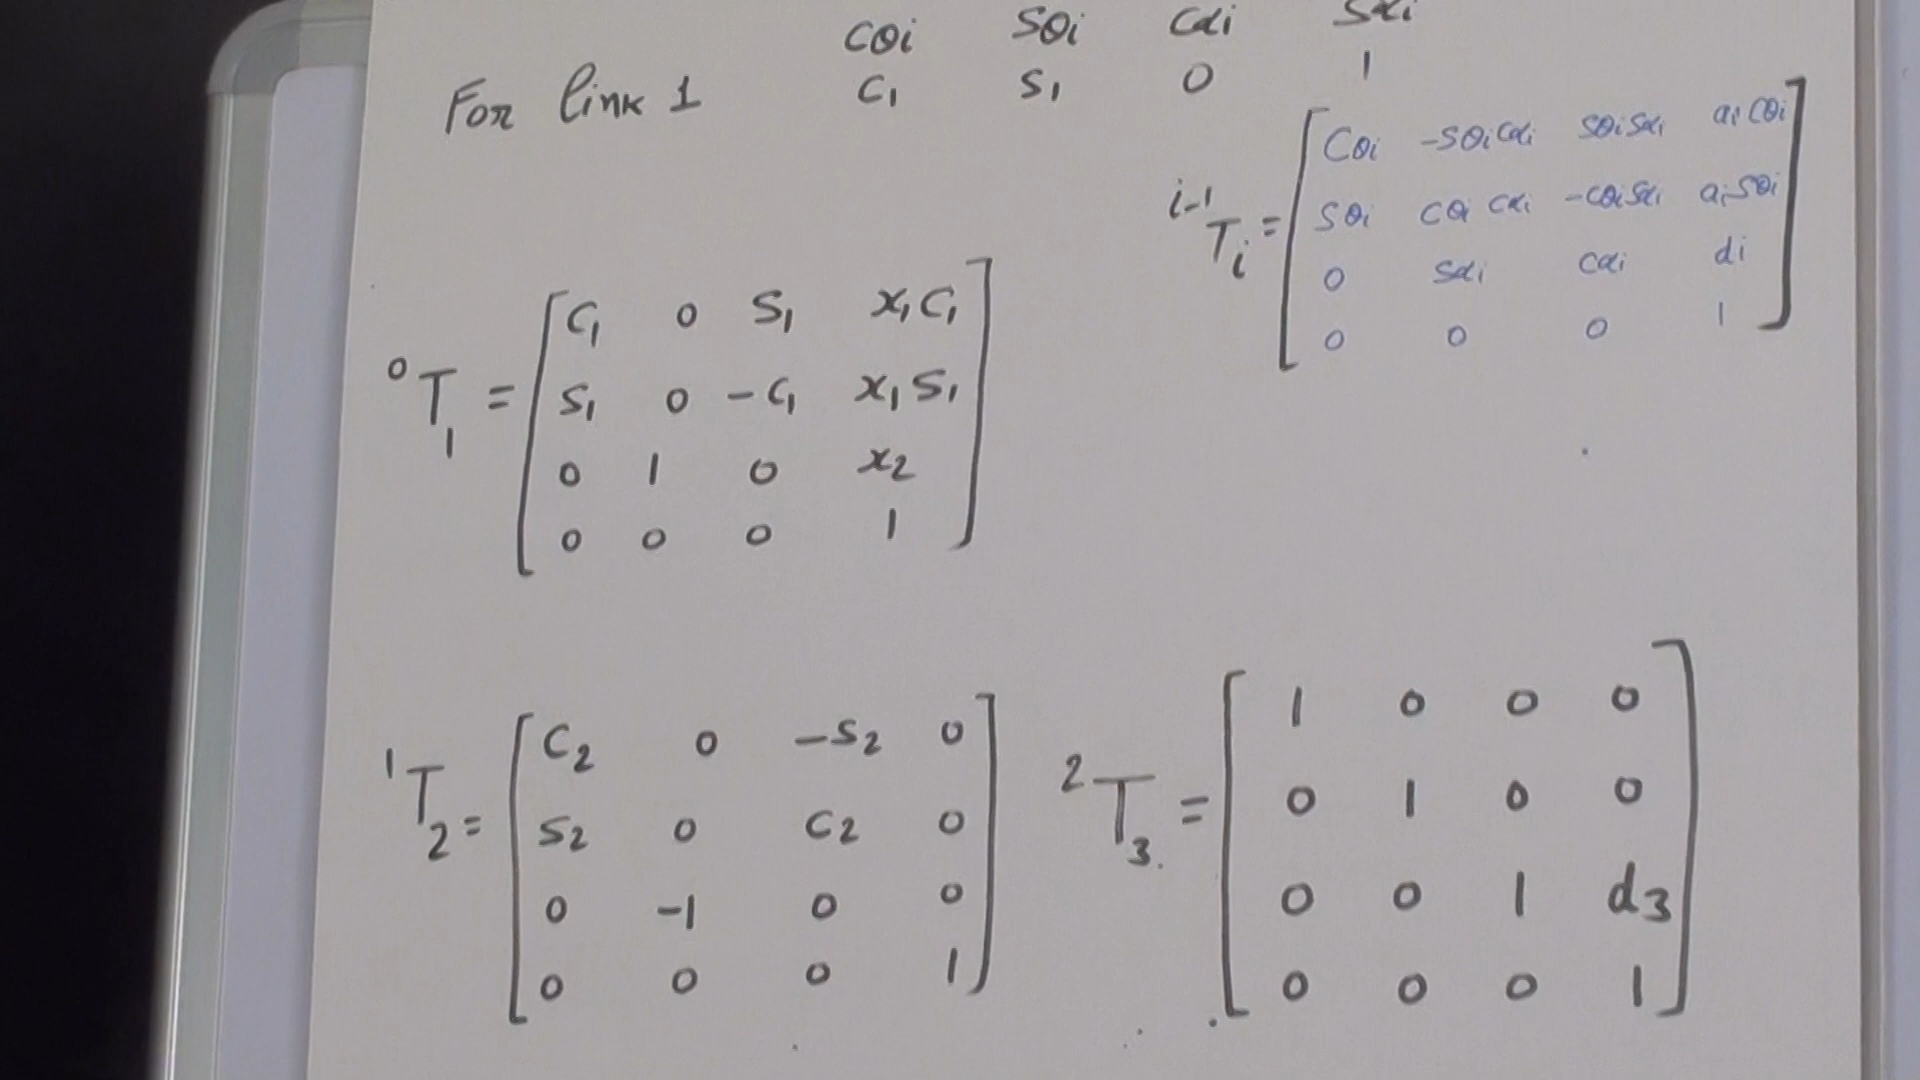 Cθi Sθi Cαi Sαi
For link 1 C₁ S₁ 0 1
i-1Ti = [ Cθi -SθiCαi SθiSαi aiCθi
Sθi Cθi Cαi -CθiSαi aiSθi
0 Sαi Cαi di
0 0 0 1 ]
⁰T₁ = [ C₁ 0 S₁ x₁C₁
S₁ 0 -C₁ x₁S₁
0 1 0 x₂
0 0 0 1 ]
¹T₂ = [ C₂ 0 -S₂ 0
S₂ 0 C₂ 0
0 -1 0 0
0 0 0 1 ]
²T₃ = [ 1 0 0 0
0 1 0 0
0 0 1 d₃
0 0 0 1 ]